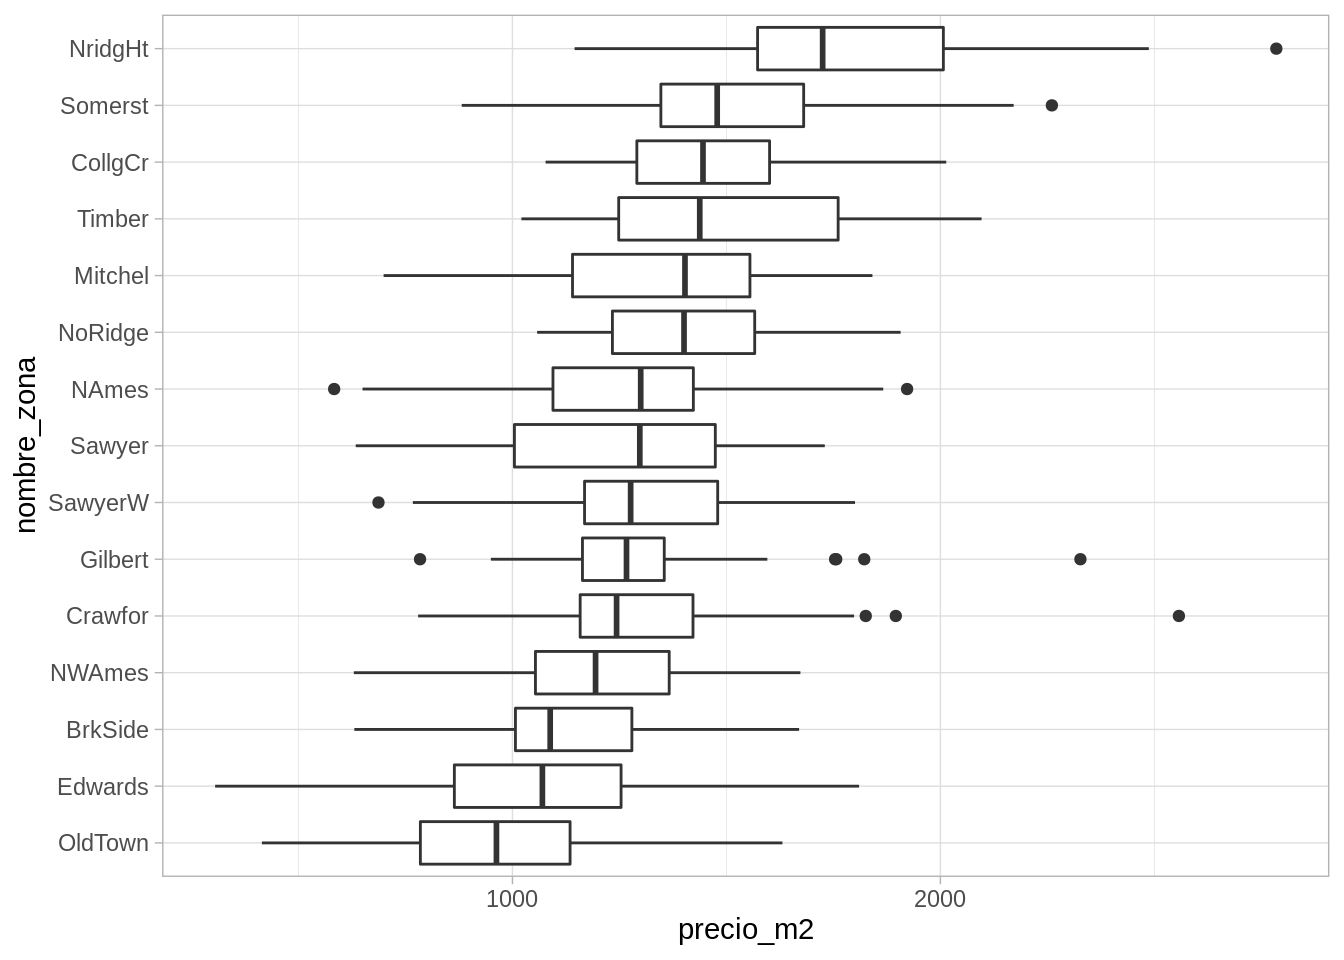 nombre_zona
NridgHt
Somerst
CollgCr
Timber
Mitchel
NoRidge
NAmes
Sawyer
SawyerW
Gilbert
Crawfor
NWAmes
BrkSide
Edwards
OldTown
1000 2000
precio_m2